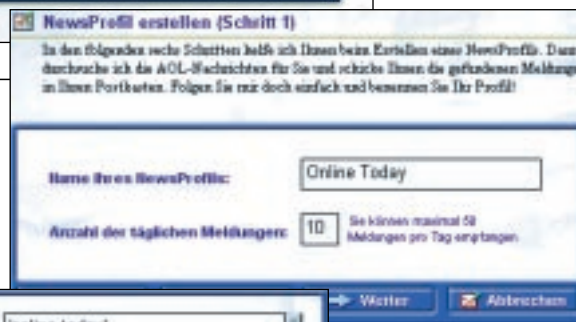 NewsProfil erstellen (Schritt 1)
In den folgenden sechs Schritten helfe ich Ihnen beim Erstellen eines NewsProfils. Dann
durchsuche ich die AOL-Nachrichten für Sie und schicke Ihnen die gefundenen Meldungen
in Ihren Postkasten. Folgen Sie mir doch einfach und benennen Sie Ihr Profil!
Name Ihres NewsProfils:
Online Today
Anzahl der täglichen Meldungen:
10
Sie können maximal 50
Meldungen pro Tag empfangen.
Weiter
Abbrechen